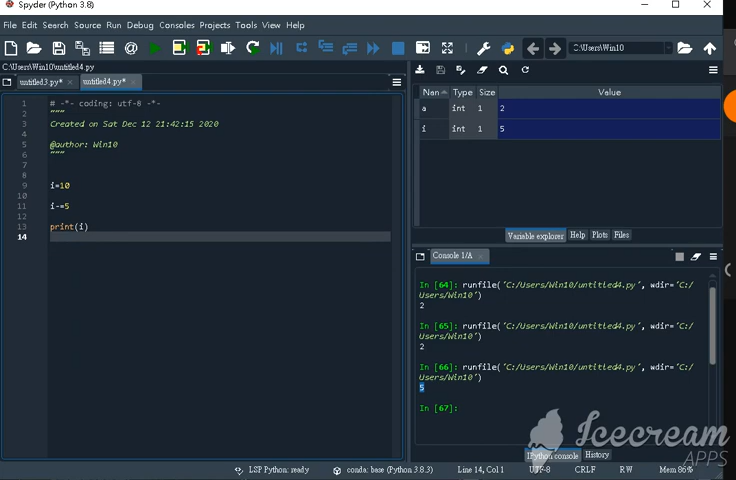 Spyder (Python 3.8)
File Edit Search Source Run Debug Consoles Projects Tools View Help
C:\Users\Win10
C:\Users\Win10\untitled4.py
untitled3.py*
untitled4.py*
1 # -*- coding: utf-8 -*-
2 """
3 Created on Sat Dec 12 21:42:15 2020
4
5 @author: Win10
6 """
7
8
9 i=10
10
11 i-=5
12
13 print(i)
14
Nan Type Size Value
a int 1 2
i int 1 5
Variable explorer Help Plots Files
Console 1/A
In [64]: runfile('C:/Users/Win10/untitled4.py', wdir='C:/
Users/Win10')
2
In [65]: runfile('C:/Users/Win10/untitled4.py', wdir='C:/
Users/Win10')
2
In [66]: runfile('C:/Users/Win10/untitled4.py', wdir='C:/
Users/Win10')
5
In [67]:
Icecream
APPS
IPython console History
LSP Python: ready conda: base (Python 3.8.3) Line 14, Col 1 UTF-8 CRLF RW Mem 86%